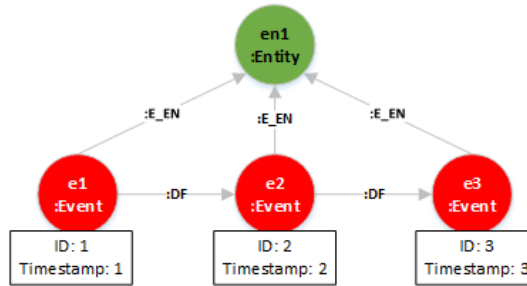 en1
:Entity
:E_EN
:E_EN
:E_EN
e1
:Event
:DF
e2
:Event
:DF
e3
:Event
ID: 1
Timestamp: 1
ID: 2
Timestamp: 2
ID: 3
Timestamp: 3